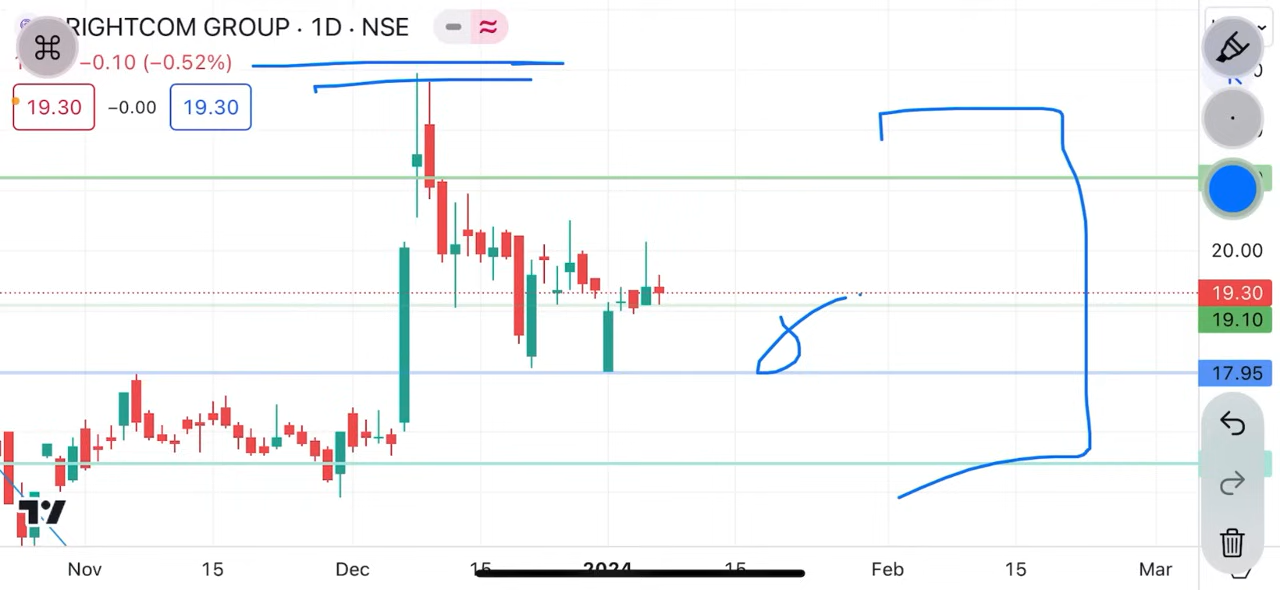 RIGHTCOM GROUP · 1D · NSE
−0.10 (−0.52%)
19.30 −0.00 19.30
20.00
19.30
19.10
17.95
Nov 15 Dec 15 2024 15 Feb 15 Mar